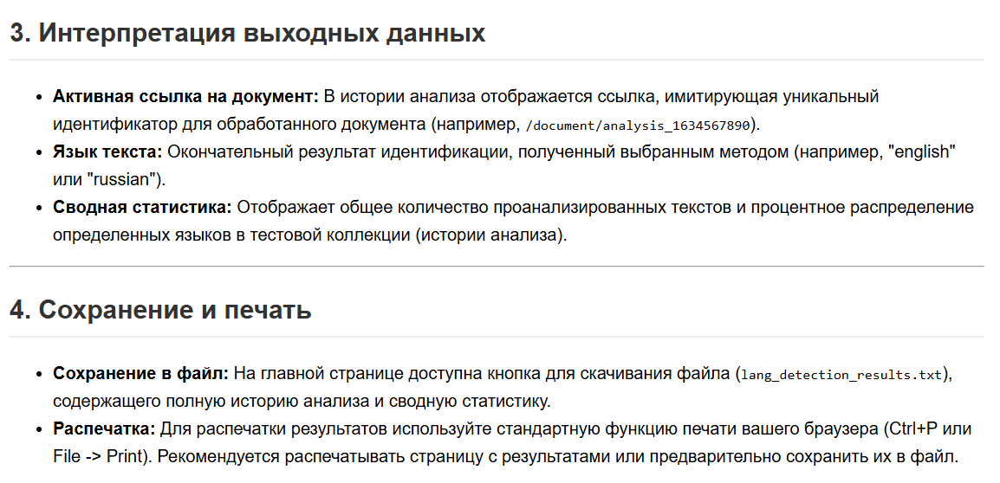 3. Интерпретация выходных данных
• Активная ссылка на документ: В истории анализа отображается ссылка, имитирующая уникальный
идентификатор для обработанного документа (например, /document/analysis_1634567890).
• Язык текста: Окончательный результат идентификации, полученный выбранным методом (например, "english"
или "russian").
• Сводная статистика: Отображает общее количество проанализированных текстов и процентное распределение
определенных языков в тестовой коллекции (истории анализа).
4. Сохранение и печать
• Сохранение в файл: На главной странице доступна кнопка для скачивания файла (lang_detection_results.txt),
содержащего полную историю анализа и сводную статистику.
• Распечатка: Для распечатки результатов используйте стандартную функцию печати вашего браузера (Ctrl+P или
File -> Print). Рекомендуется распечатывать страницу с результатами или предварительно сохранить их в файл.